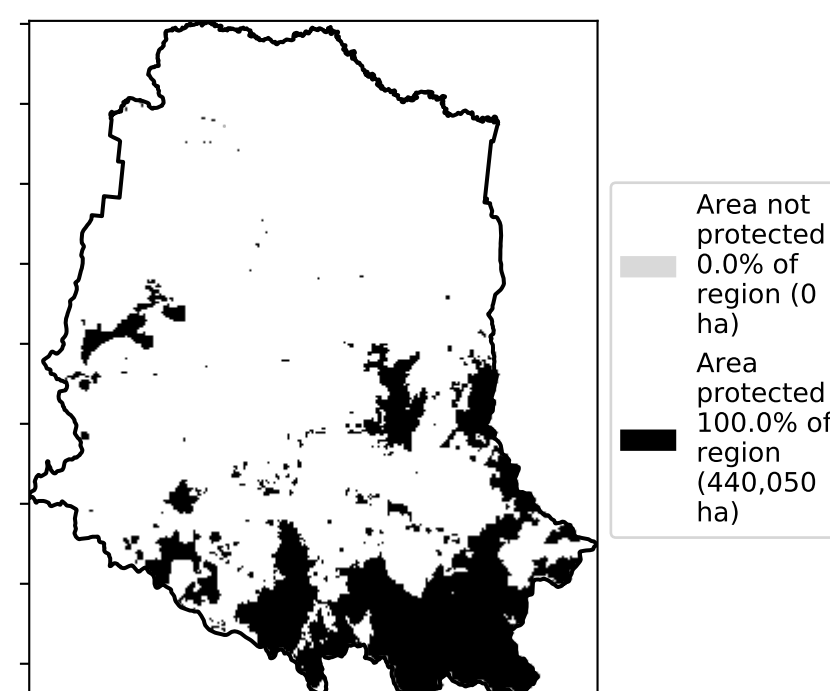 Area not
protected
0.0% of
region (0
ha)
Area
protected
100.0% of
region
(440,050
ha)